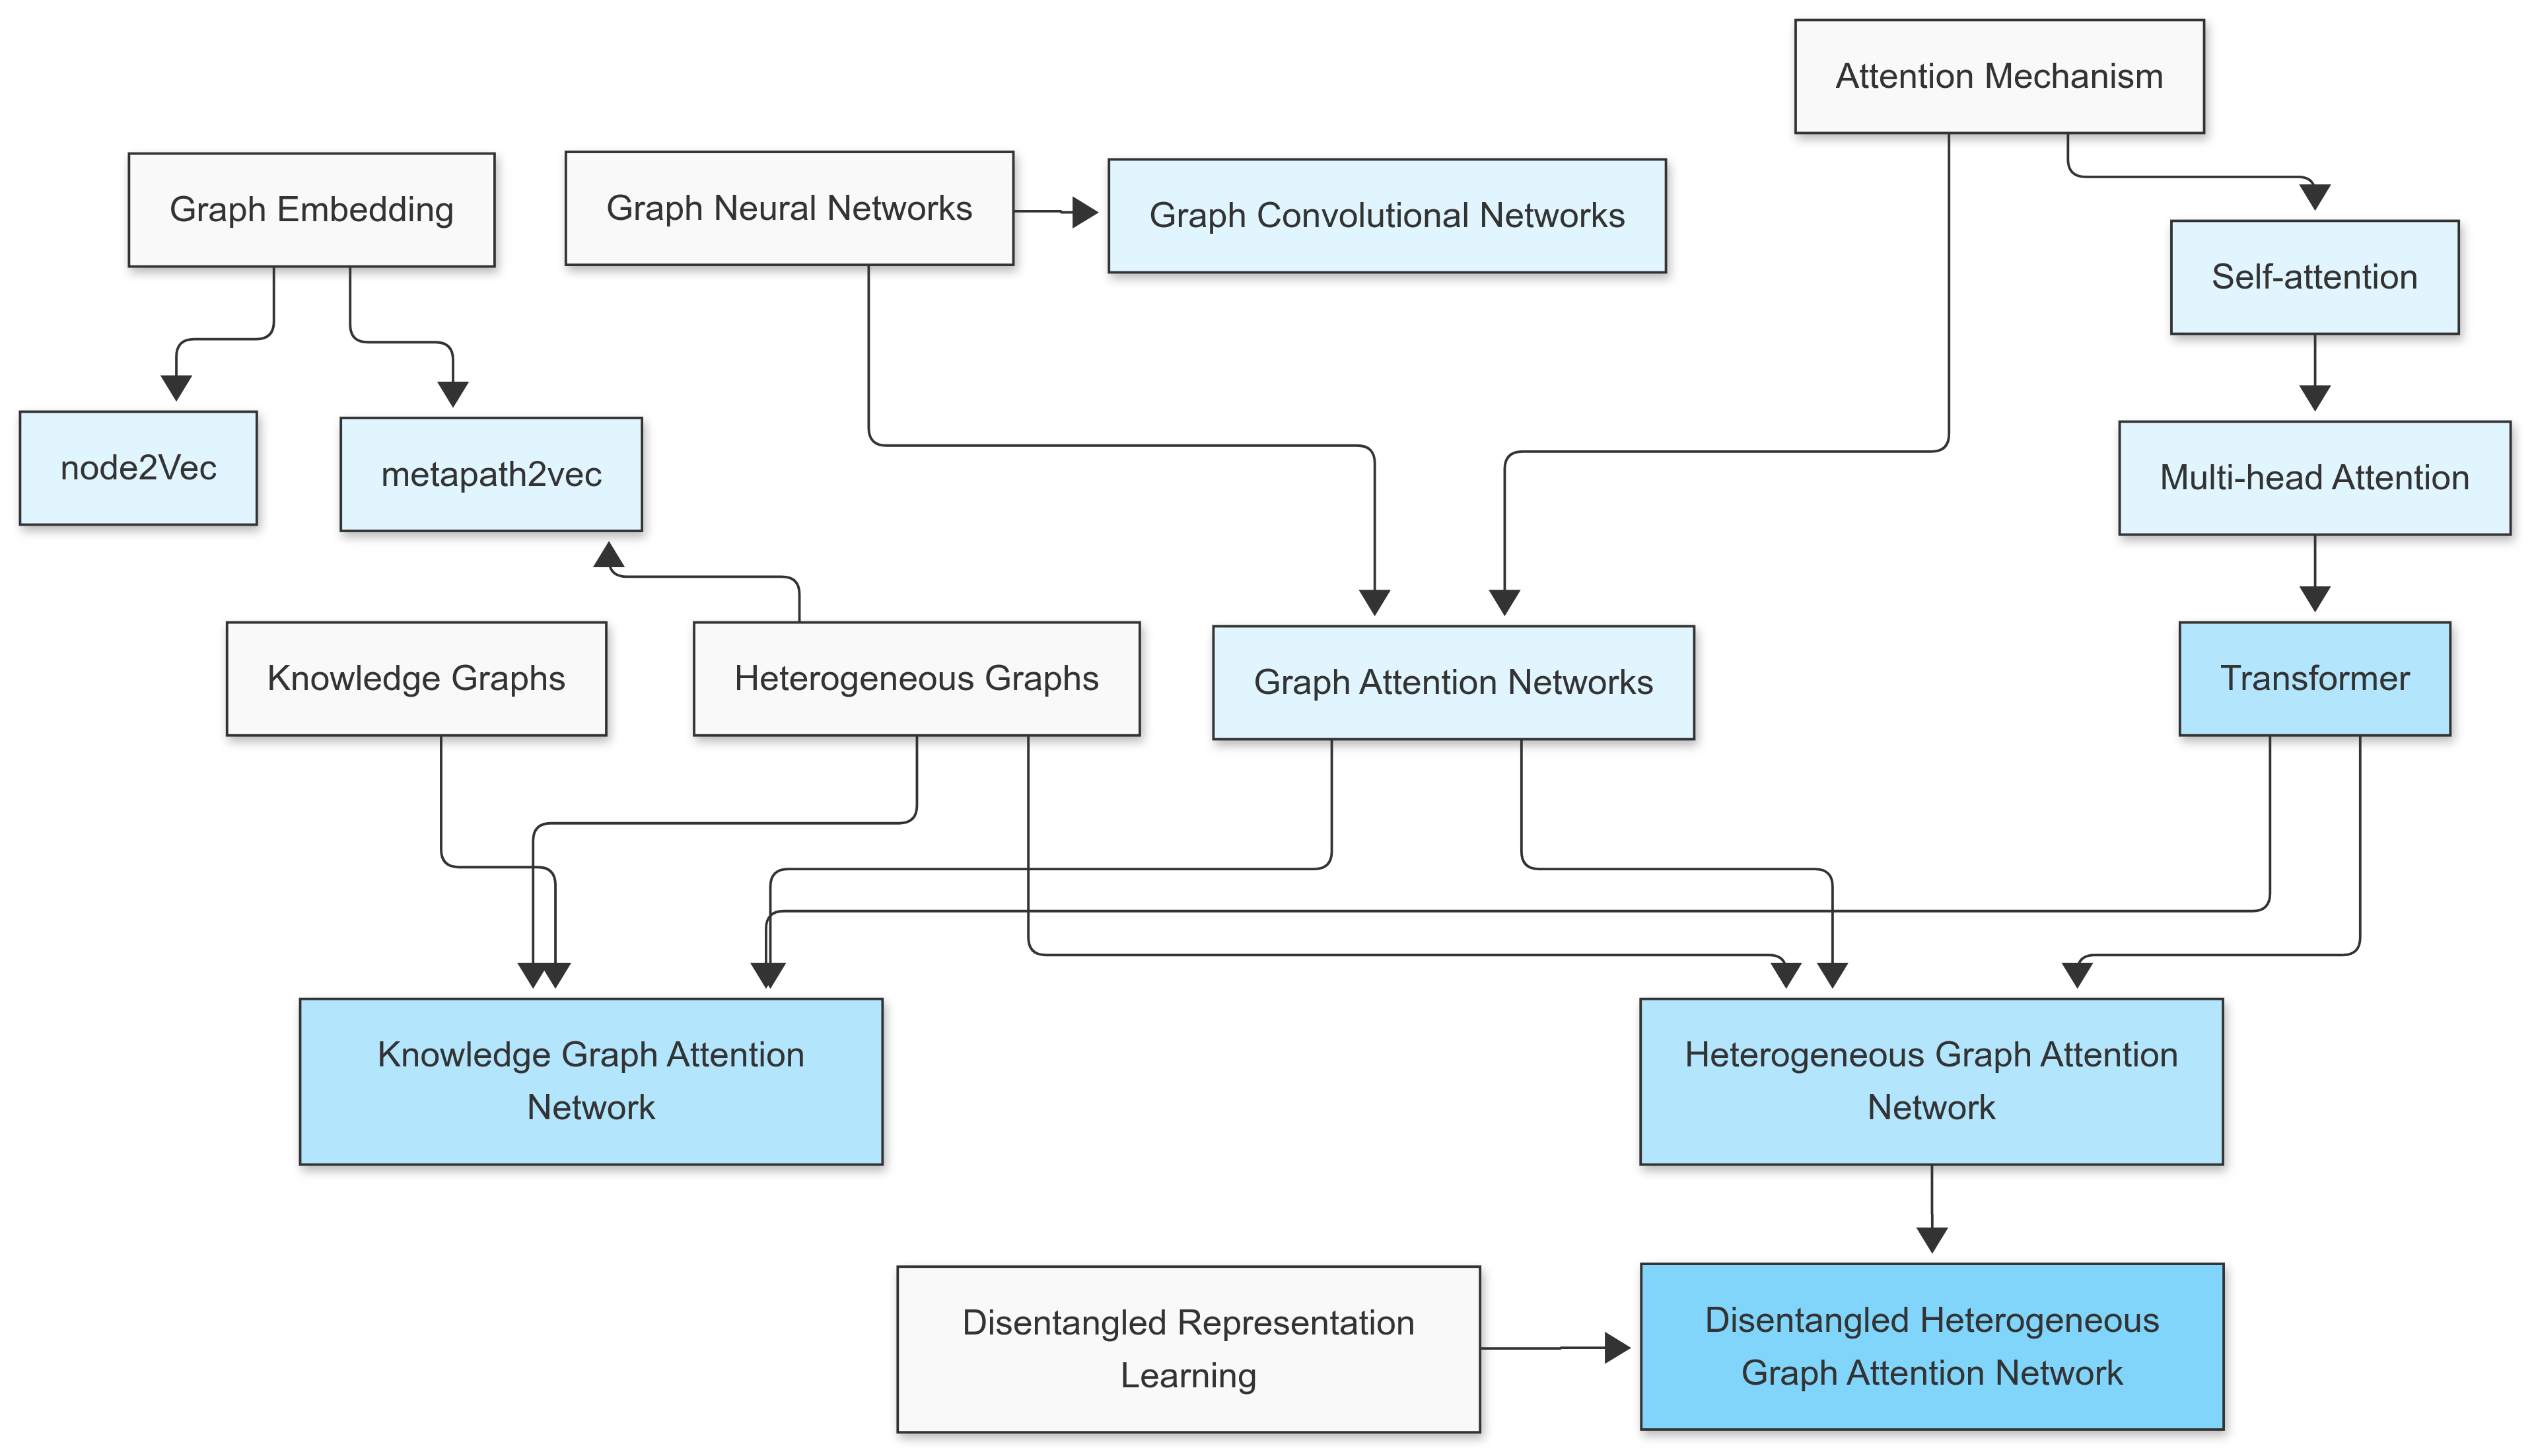 Attention Mechanism
Graph Embedding
Graph Neural Networks
Graph Convolutional Networks
Self-attention
node2Vec
metapath2vec
Multi-head Attention
Knowledge Graphs
Heterogeneous Graphs
Graph Attention Networks
Transformer
Knowledge Graph Attention
Network
Heterogeneous Graph Attention
Network
Disentangled Representation
Learning
Disentangled Heterogeneous
Graph Attention Network